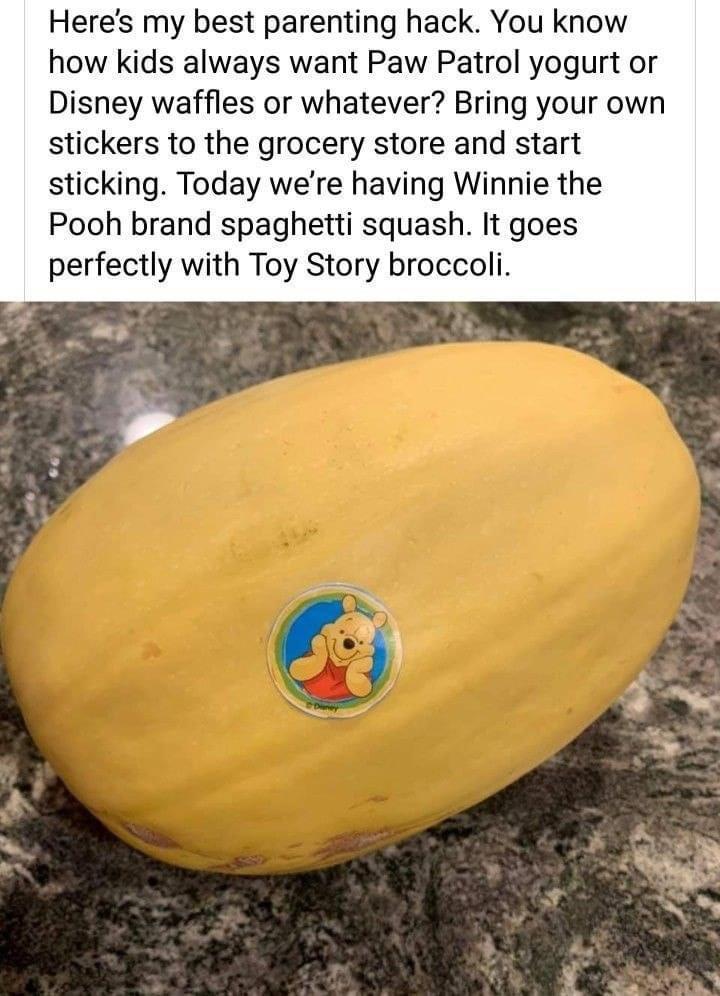 Here’s my best parenting hack. You know
how kids always want Paw Patrol yogurt or
Disney waffles or whatever? Bring your own
stickers to the grocery store and start
sticking. Today we’re having Winnie the
Pooh brand spaghetti squash. It goes
perfectly with Toy Story broccoli.
© Disney